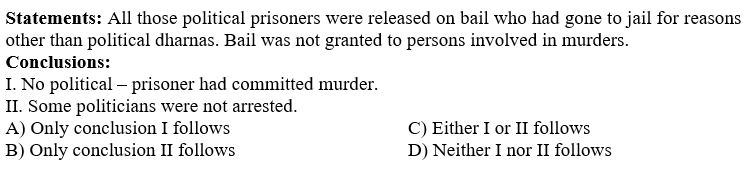 Statements: All those political prisoners were released on bail who had gone to jail for reasons
other than political dharnas. Bail was not granted to persons involved in murders.
Conclusions:
I. No political – prisoner had committed murder.
II. Some politicians were not arrested.
A) Only conclusion I follows C) Either I or II follows
B) Only conclusion II follows D) Neither I nor II follows